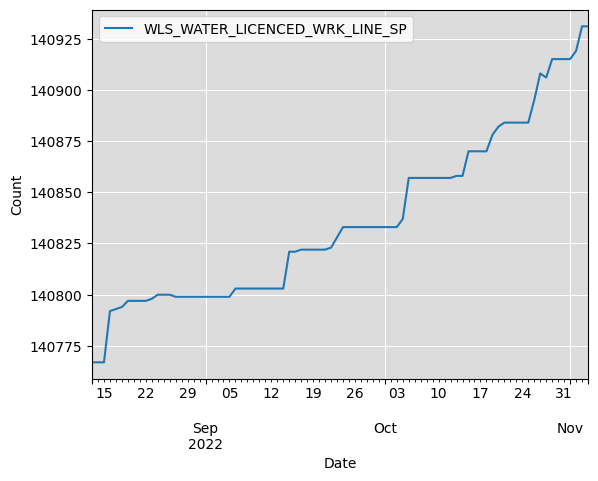 WLS_WATER_LICENCED_WRK_LINE_SP
140925
140900
140875
140850
140825
140800
140775
Count
15 22 29 05 12 19 26 03 10 17 24 31
Sep Oct Nov
2022
Date